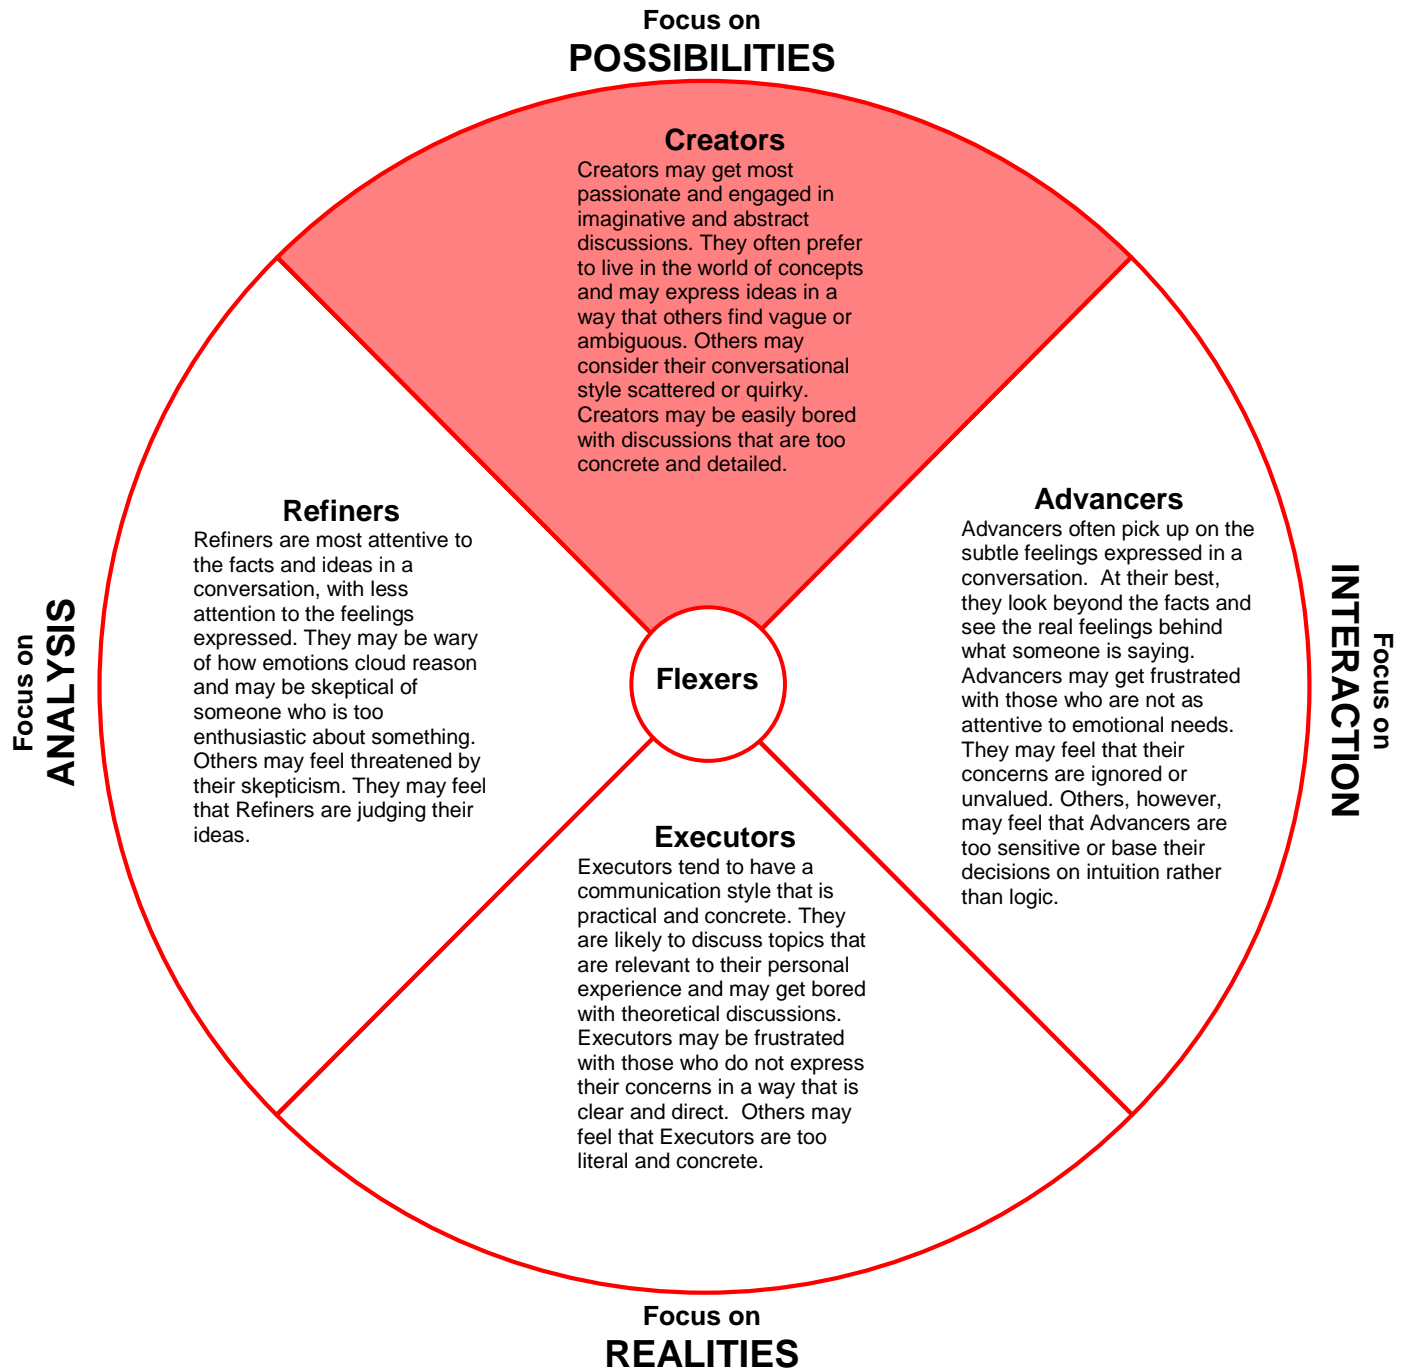 Focus on
POSSIBILITIES
Creators
Creators may get most
passionate and engaged in
imaginative and abstract
discussions. They often prefer
to live in the world of concepts
and may express ideas in a
way that others find vague or
ambiguous. Others may
consider their conversational
style scattered or quirky.
Creators may be easily bored
with discussions that are too
concrete and detailed.
Focus on
ANALYSIS
Refiners
Refiners are most attentive to
the facts and ideas in a
conversation, with less
attention to the feelings
expressed. They may be wary
of how emotions cloud reason
and may be skeptical of
someone who is too
enthusiastic about something.
Others may feel threatened by
their skepticism. They may feel
that Refiners are judging their
ideas.
Flexers
Advancers
Advancers often pick up on the
subtle feelings expressed in a
conversation.  At their best,
they look beyond the facts and
see the real feelings behind
what someone is saying.
Advancers may get frustrated
with those who are not as
attentive to emotional needs.
They may feel that their
concerns are ignored or
unvalued. Others, however,
may feel that Advancers are
too sensitive or base their
decisions on intuition rather
than logic.
Focus on
INTERACTION
Executors
Executors tend to have a
communication style that is
practical and concrete. They
are likely to discuss topics that
are relevant to their personal
experience and may get bored
with theoretical discussions.
Executors may be frustrated
with those who do not express
their concerns in a way that is
clear and direct.  Others may
feel that Executors are too
literal and concrete.
Focus on
REALITIES